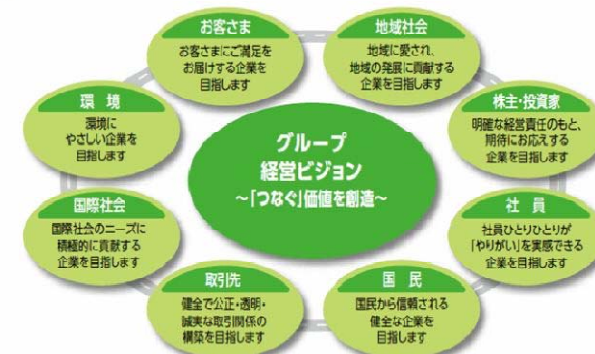 お客さま
お客さまにご満足を
お届けする企業を
目指します
地域社会
地域に愛され、
地域の発展に貢献する
企業を目指します
環 境
環境に
やさしい企業を
目指します
株主・投資家
明確な経営責任のもと、
期待にお応えする
企業を目指します
グループ
経営ビジョン
～「つなぐ」価値を創造～
国際社会
国際社会のニーズに
積極的に貢献する
企業を目指します
社 員
社員ひとりひとりが
「やりがい」を実感できる
企業を目指します
取引先
健全で公正・透明・
誠実な取引関係の
構築を目指します
国 民
国民から信頼される
健全な企業を
目指します